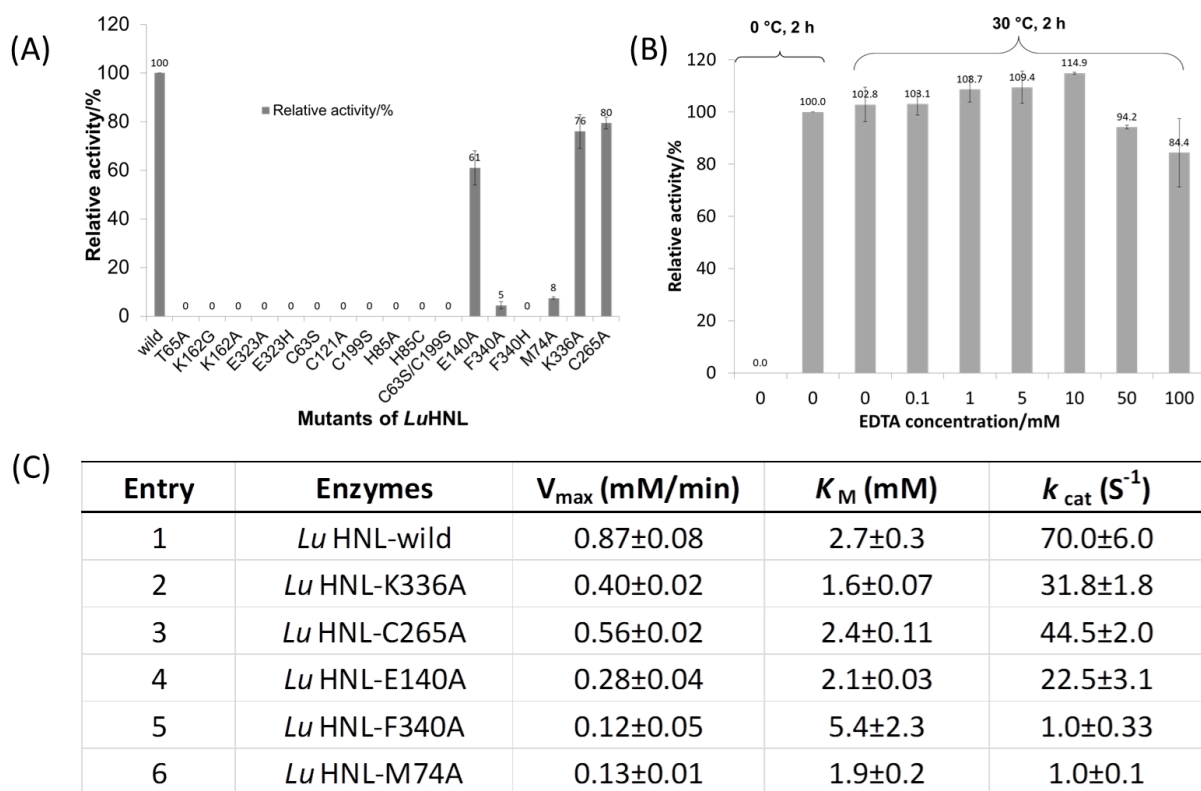 (A)
120
100
80
60
40
20
0
Relative activity/%
Relative activity/%
100
0
0
0
0
0
0
0
0
0
0
0
61
5
0
8
76
80
wild
T65A
K162G
K162A
E323A
E323H
C63S
C121A
C199S
H85A
H85C
C63S/C199S
E140A
F340A
F340H
M74A
K336A
C265A
Mutants of LuHNL
(B)
0 °C, 2 h
30 °C, 2 h
120
100
80
60
40
20
0
Relative activity/%
0.0
100.0
102.8
103.1
108.7
109.4
114.9
94.2
84.4
0 0 0 0.1 1 5 10 50 100
EDTA concentration/mM
(C)
Entry Enzymes Vmax (mM/min) K M (mM) k cat (S-1)
1 Lu HNL-wild 0.87±0.08 2.7±0.3 70.0±6.0
2 Lu HNL-K336A 0.40±0.02 1.6±0.07 31.8±1.8
3 Lu HNL-C265A 0.56±0.02 2.4±0.11 44.5±2.0
4 Lu HNL-E140A 0.28±0.04 2.1±0.03 22.5±3.1
5 Lu HNL-F340A 0.12±0.05 5.4±2.3 1.0±0.33
6 Lu HNL-M74A 0.13±0.01 1.9±0.2 1.0±0.1